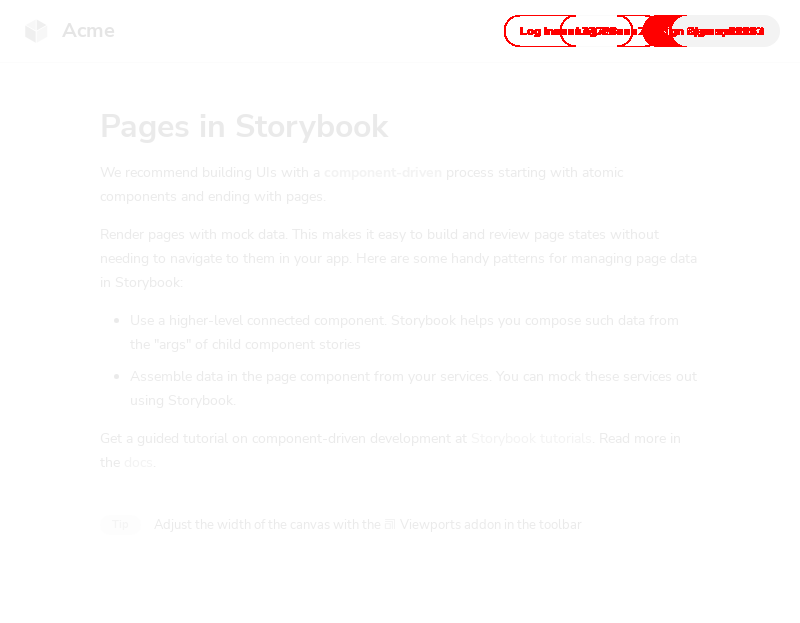 Acme
Log In
Pages in Storybook
We recommend building UIs with a component-driven process starting with atomic
components and ending with pages.
Render pages with mock data. This makes it easy to build and review page states without
needing to navigate to them in your app. Here are some handy patterns for managing page data
in Storybook:
Use a higher-level connected component. Storybook helps you compose such data from
the "args" of child component stories
Assemble data in the page component from your services. You can mock these services out
using Storybook.
Get a guided tutorial on component-driven development at Storybook tutorials. Read more in
the docs.
Tip Adjust the width of the canvas with the Viewports addon in the toolbar